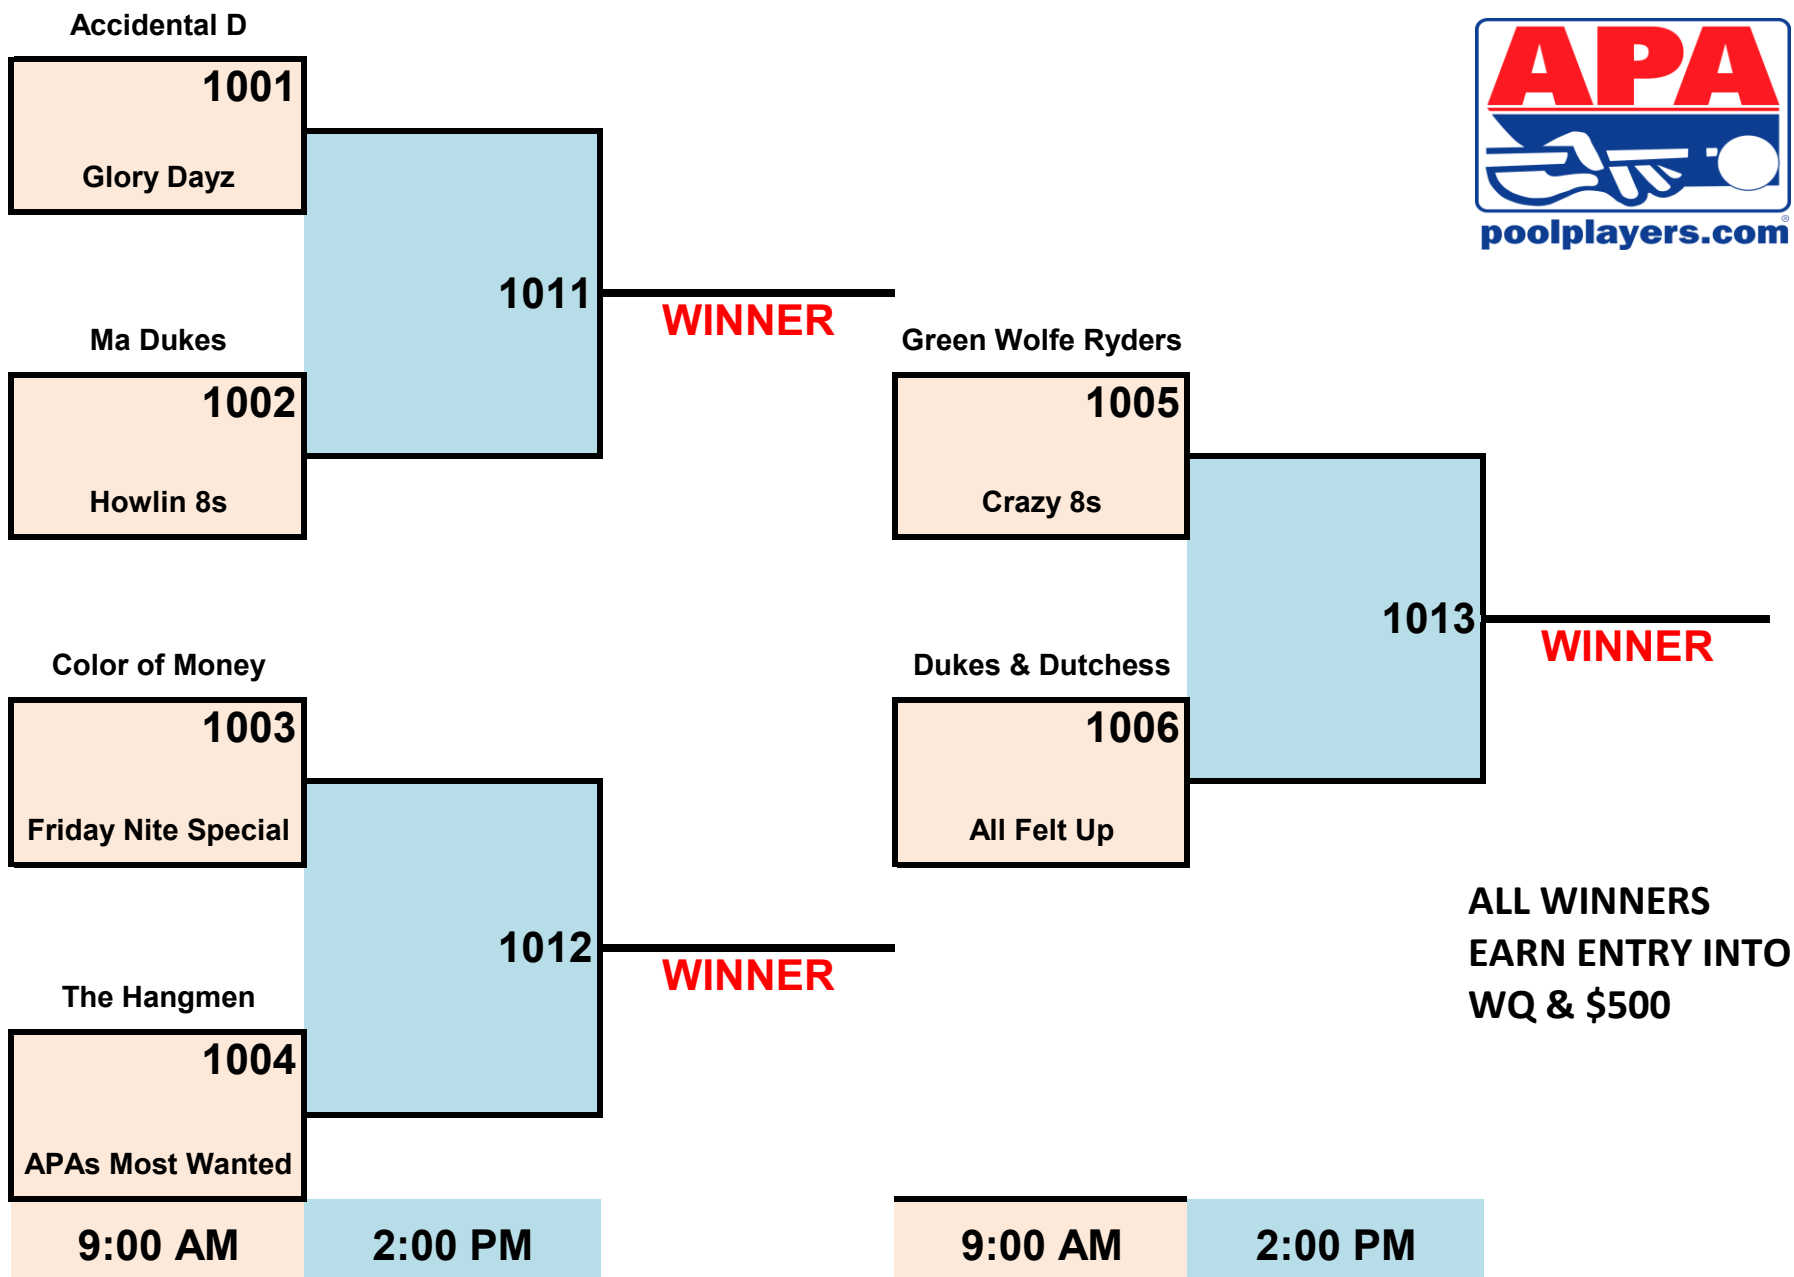 Accidental D
1001
Glory Dayz
1011
WINNER
Ma Dukes
1002
Howlin 8s
Color of Money
1003
Friday Nite Special
1012
WINNER
The Hangmen
1004
APAs Most Wanted
9:00 AM
2:00 PM
APA
poolplayers.com®
Green Wolfe Ryders
1005
Crazy 8s
1013
WINNER
Dukes & Dutchess
1006
All Felt Up
ALL WINNERS
EARN ENTRY INTO
WQ & $500
9:00 AM
2:00 PM